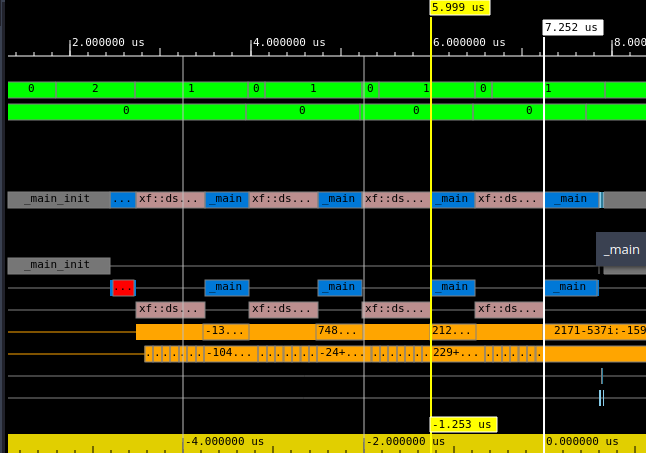 5.999 us
7.252 us
2.000000 us 4.000000 us 6.000000 us 8.0000
0 2 1 0 1 0 1 0 1
0 0 0 0
_main_init ... xf::ds... _main xf::ds... _main xf::ds... _main xf::ds... _main
_main
_main_init
... _main _main _main _main
xf::ds... xf::ds... xf::ds... xf::ds...
-13... 748... 212... 2171-537i:-159
-104... -24+... 229+...
-1.253 us
-4.000000 us -2.000000 us 0.000000 us